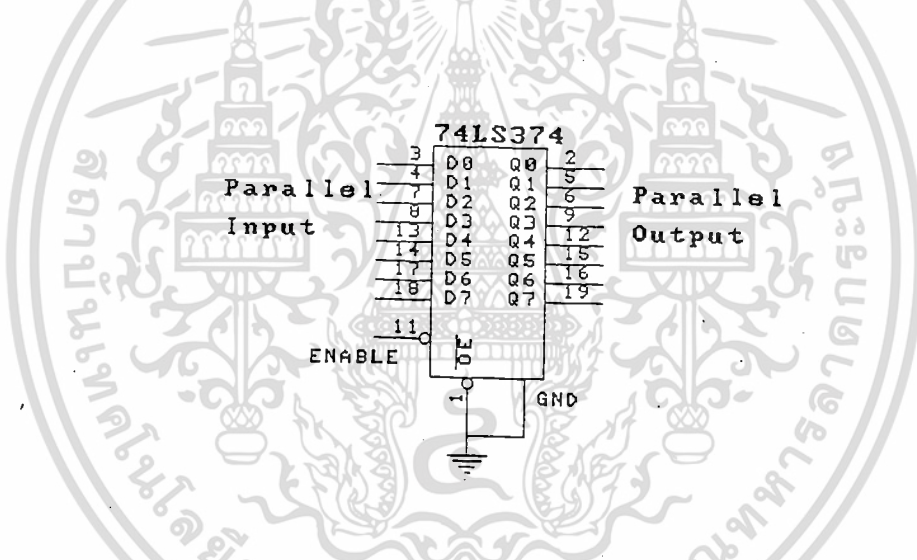 74LS374
3 D0 Q0 2
4 D1 Q1 5
Parallel 7 D2 Q2 6 Parallel
Input 8 D3 Q3 9 Output
13 D4 Q4 12
14 D5 Q5 15
17 D6 Q6 16
18 D7 Q7 19
11
ENABLE OE
1 GND